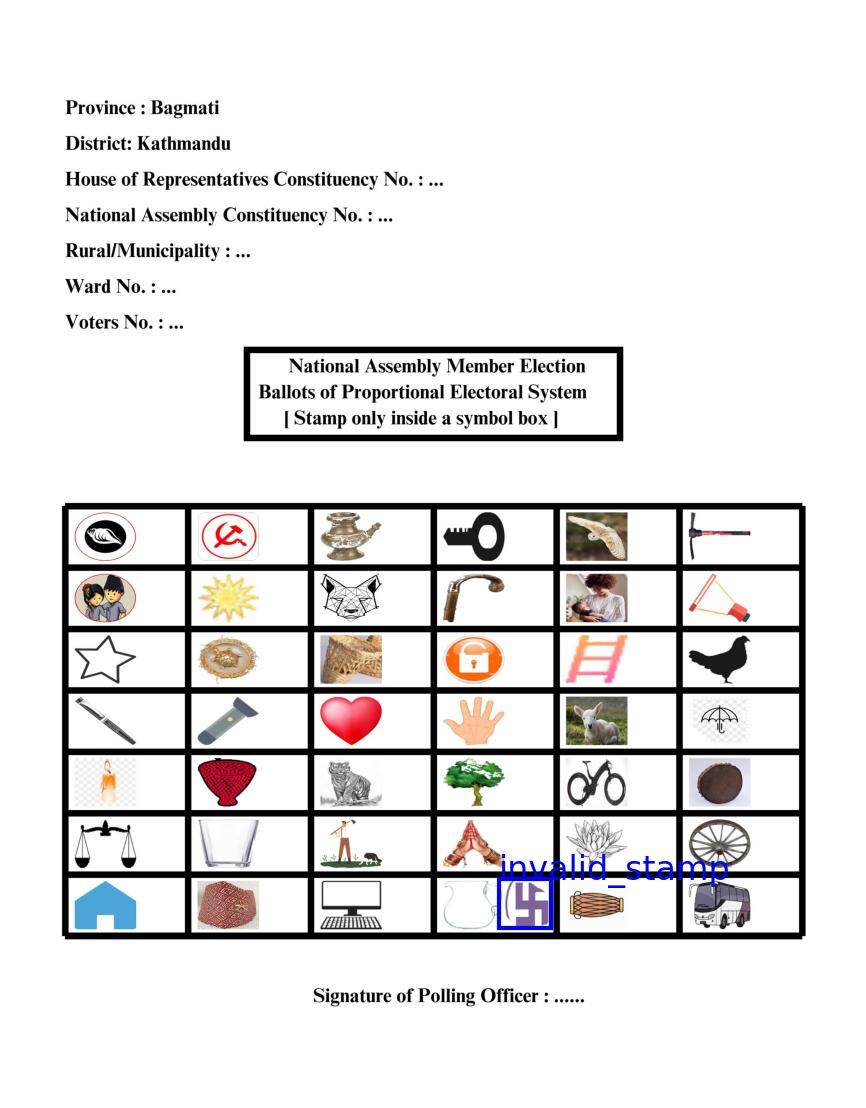 Province : Bagmati
District: Kathmandu
House of Representatives Constituency No. : ...
National Assembly Constituency No. : ...
Rural/Municipality : ...
Ward No. : ...
Voters No. : ...
National Assembly Member Election
Ballots of Proportional Electoral System
[ Stamp only inside a symbol box ]
invalid_stamp
Signature of Polling Officer : ......